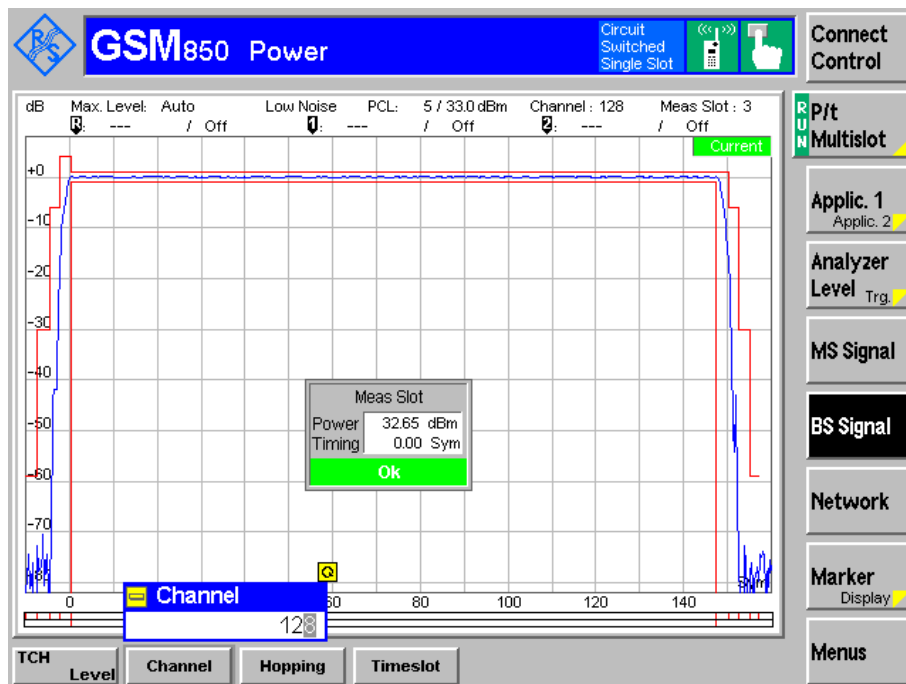 R&S
GSM850 Power
Circuit
Switched
Single Slot
Connect
Control
dB Max. Level: Auto Low Noise PCL: 5 / 33.0 dBm Channel : 128 Meas Slot : 3
R: --- / Off 1: --- / Off 2: --- / Off
Current
RUN
P/t
Multislot
Applic. 1
Applic. 2
Analyzer
Level Trg.
MS Signal
BS Signal
Network
Marker
Display
Menus
+0
-10
-20
-30
-40
-50
-60
-70
Meas Slot
Power 32.65 dBm
Timing 0.00 Sym
Ok
0 80 100 120 140
Channel
128
TCH
Level
Channel
Hopping
Timeslot